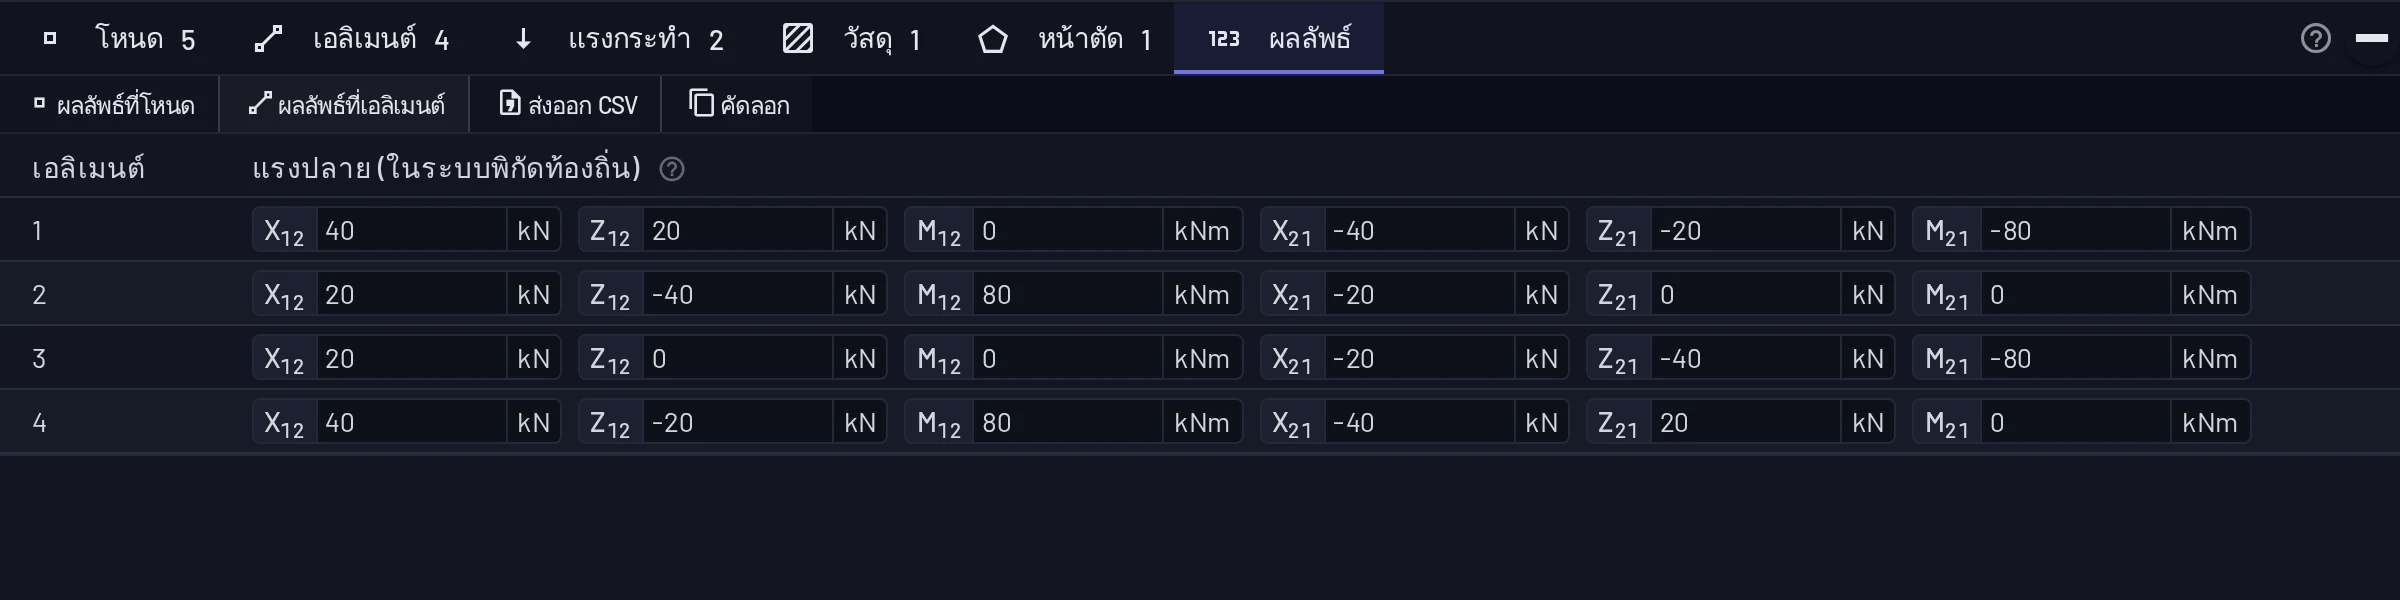 โหนด 5 เอลิเมนต์ 4 แรงกระทำ 2 วัสดุ 1 หน้าตัด 1 123 ผลลัพธ์
ผลลัพธ์ที่โหนด ผลลัพธ์ที่เอลิเมนต์ ส่งออก CSV คัดลอก
เอลิเมนต์ แรงปลาย (ในระบบพิกัดท้องถิ่น) ?
1 X12 40 kN Z12 20 kN M12 0 kNm X21 -40 kN Z21 -20 kN M21 -80 kNm
2 X12 20 kN Z12 -40 kN M12 80 kNm X21 -20 kN Z21 0 kN M21 0 kNm
3 X12 20 kN Z12 0 kN M12 0 kNm X21 -20 kN Z21 -40 kN M21 -80 kNm
4 X12 40 kN Z12 -20 kN M12 80 kNm X21 -40 kN Z21 20 kN M21 0 kNm